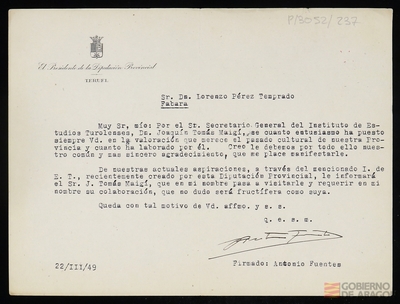 P/3052/237
El Presidente de la Diputación Provincial
TERUEL
Sr. Dn. Lorenzo Pérez Temprado
Fabara
Muy Sr. mío: Por el Sr. Secretario General del Instituto de Es-
tudios Turolenses, Dn. Joaquín Tomás Maigí, se cuanto entusiasmo ha puesto
siempre Vd. en la valoración que merece el pasado cultural de nuestra Pro-
vincia y cuanto ha laborado por él. Cree le debemos por todo ello nues-
tro común y mas sincero agradecimiento, que me place manifestarle.
De nuestras actuales aspiraciones, a través del mencionado I. de
E. T., recientemente creado por esta Diputación Provincial, le informará
el Sr. J. Tomás Maigí, que en mi nombre pasa a visitarle y requerir en mi
nombre su colaboración, que no dudo será fructífera como suya.
Queda con tal motivo de Vd. affmo. y s. s.
q. e. s. m.
Firmado: Antonio Fuentes
22/III/49
GOBIERNO
DE ARAGON